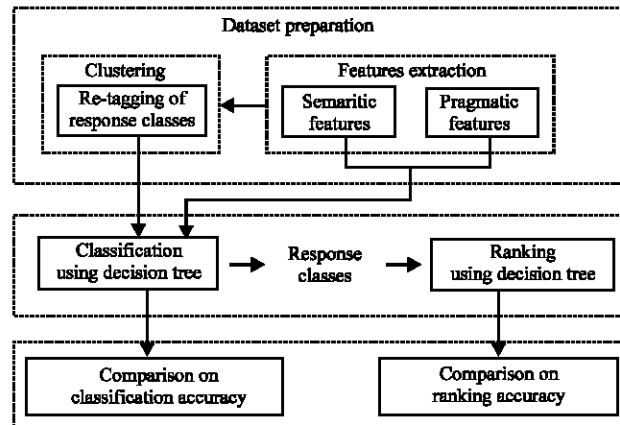 Dataset preparation
Clustering
Re-tagging of
response classes
Features extraction
Semaritic
features
Pragmatic
features
Classification
using decision tree
Response
classes
Ranking
using decision tree
Comparison on
classification accuracy
Comparison on
ranking accuracy